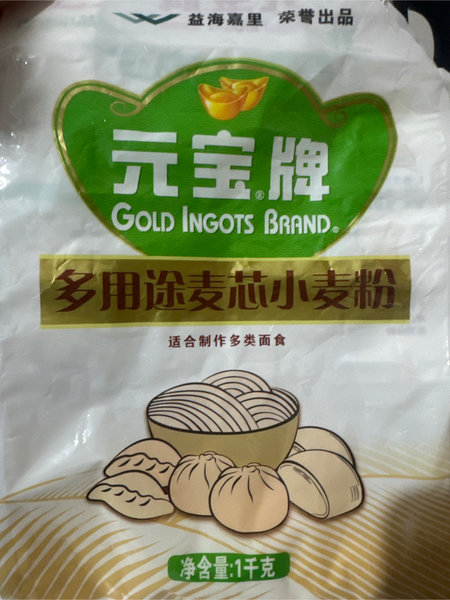 益海嘉里 荣誉出品
元宝®牌
GOLD INGOTS BRAND®
多用途麦芯小麦粉
适合制作多类面食
净含量:1千克